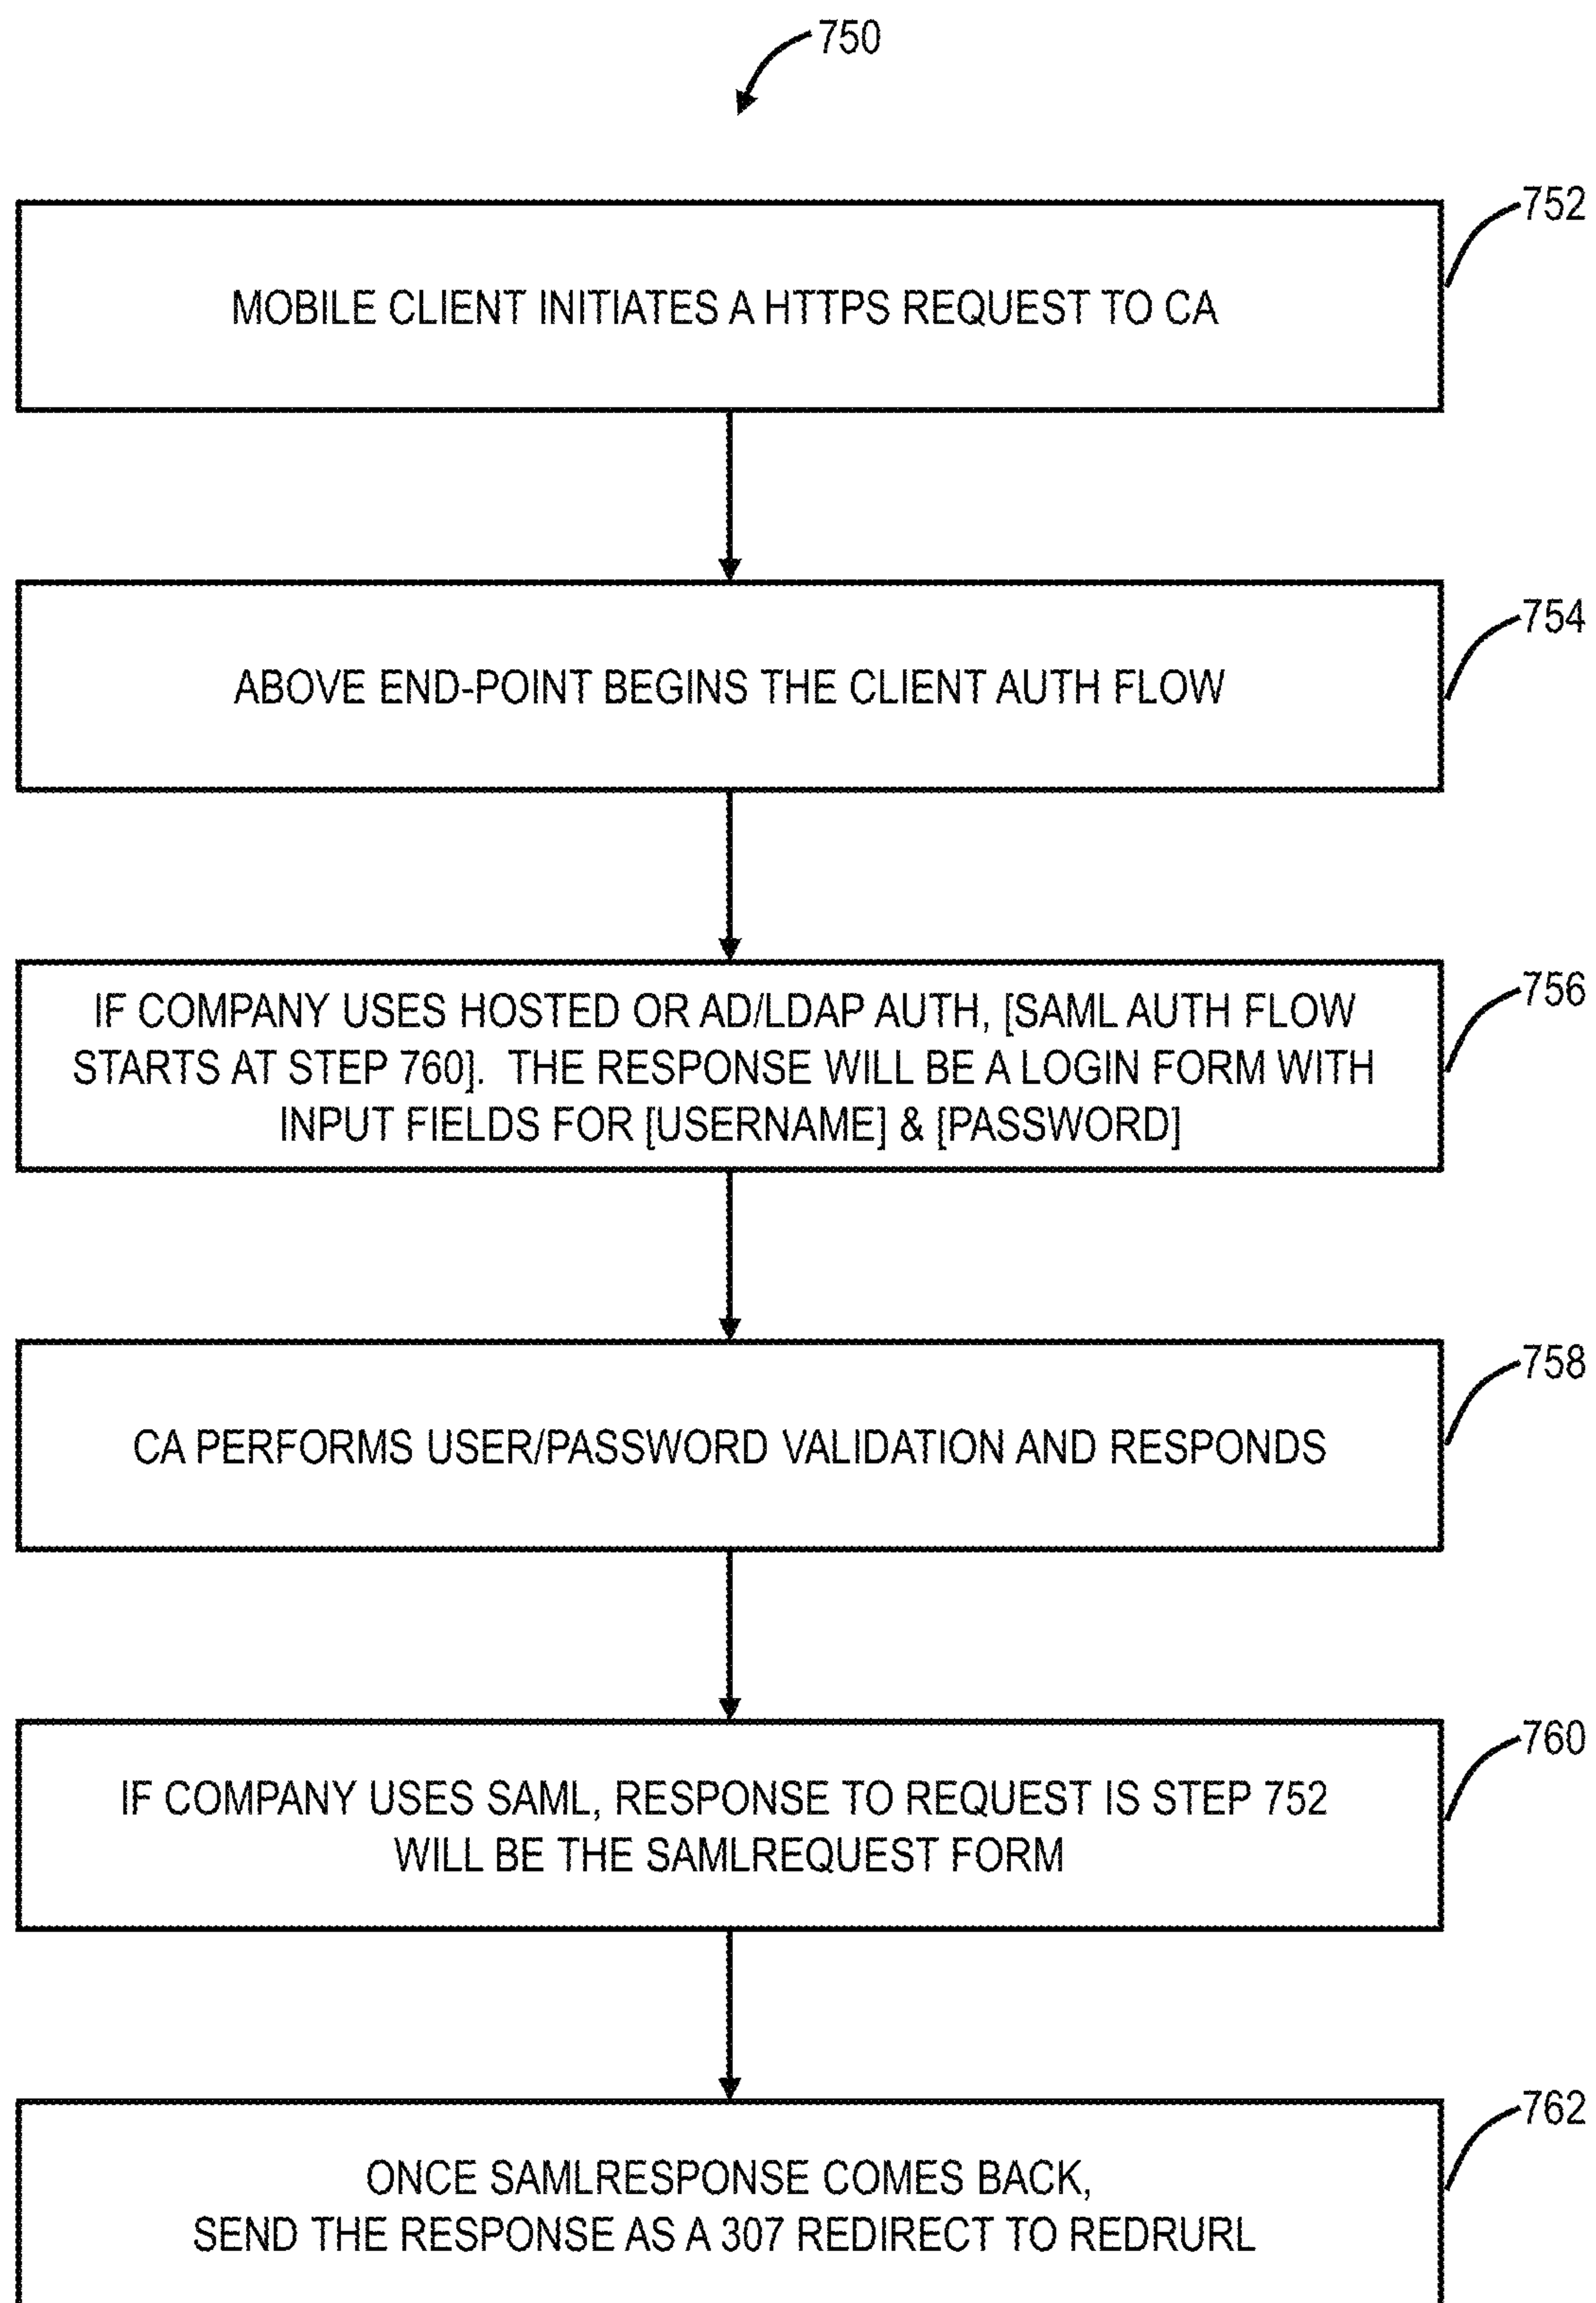 750
752
MOBILE CLIENT INITIATES A HTTPS REQUEST TO CA
754
ABOVE END-POINT BEGINS THE CLIENT AUTH FLOW
756
IF COMPANY USES HOSTED OR AD/LDAP AUTH, [SAML AUTH FLOW
STARTS AT STEP 760]. THE RESPONSE WILL BE A LOGIN FORM WITH
INPUT FIELDS FOR [USERNAME] & [PASSWORD]
758
CA PERFORMS USER/PASSWORD VALIDATION AND RESPONDS
760
IF COMPANY USES SAML, RESPONSE TO REQUEST IS STEP 752
WILL BE THE SAMLREQUEST FORM
762
ONCE SAMLRESPONSE COMES BACK,
SEND THE RESPONSE AS A 307 REDIRECT TO REDRURL